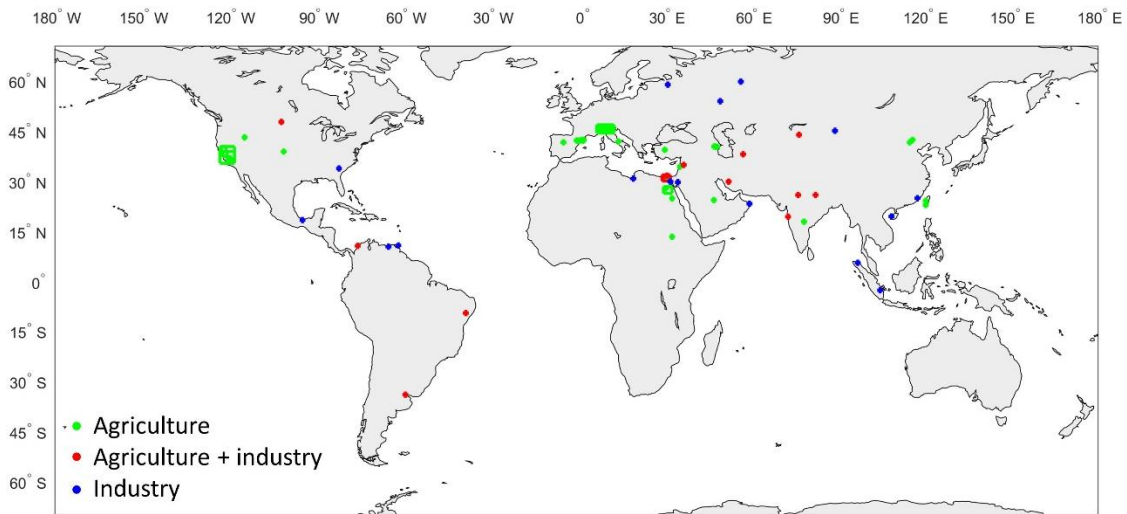 180° W 150° W 120° W 90° W 60° W 30° W 0° 30° E 60° E 90° E 120° E 150° E 180° E
60° N
45° N
30° N
15° N
0°
15° S
30° S
45° S
60° S
Agriculture
Agriculture + industry
Industry